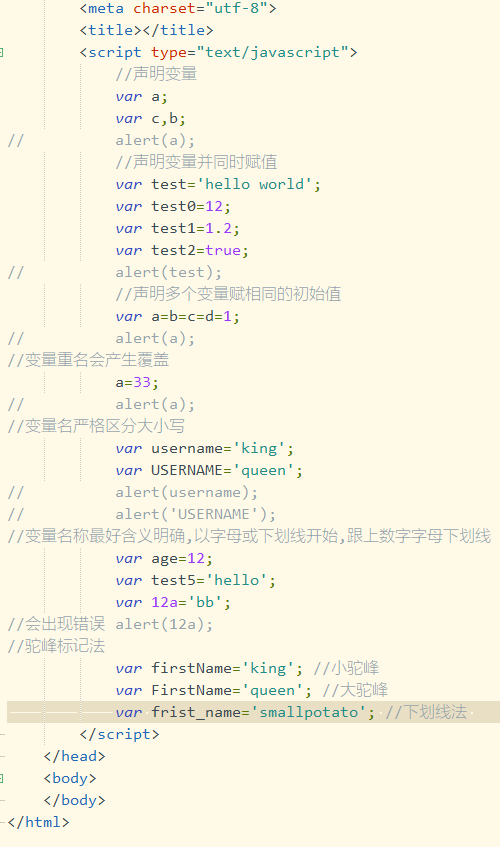 <meta charset="utf-8">
<title></title>
<script type="text/javascript">
//声明变量
var a;
var c,b;
// alert(a);
//声明变量并同时赋值
var test='hello world';
var test0=12;
var test1=1.2;
var test2=true;
// alert(test);
//声明多个变量赋相同的初始值
var a=b=c=d=1;
// alert(a);
//变量重名会产生覆盖
a=33;
// alert(a);
//变量名严格区分大小写
var username='king';
var USERNAME='queen';
// alert(username);
// alert('USERNAME');
//变量名称最好含义明确,以字母或下划线开始,跟上数字字母下划线
var age=12;
var test5='hello';
var 12a='bb';
//会出现错误 alert(12a);
//驼峰标记法
var firstName='king'; //小驼峰
var FirstName='queen'; //大驼峰
var frist_name='smallpotato'; //下划线法
</script>
</head>
<body>
</body>
</html>